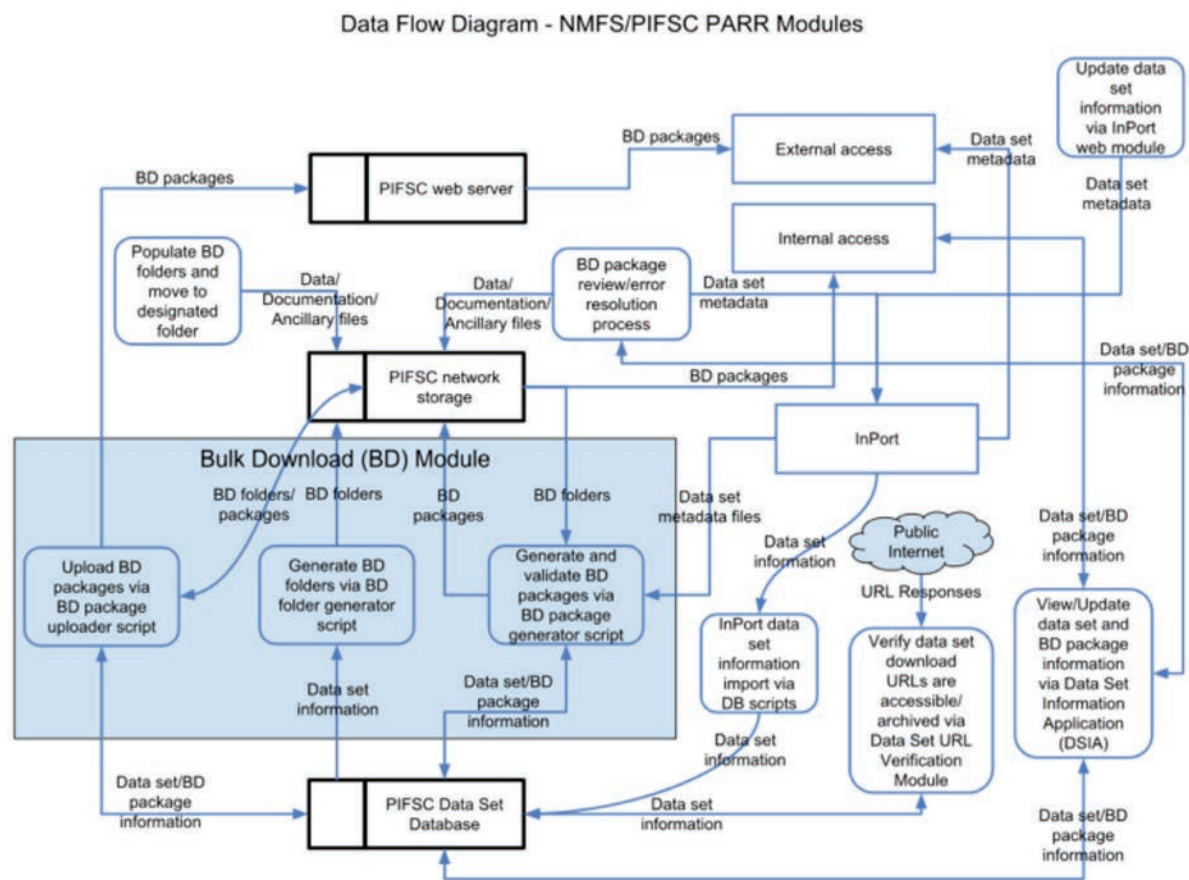 Data Flow Diagram - NMFS/PIFSC PARR Modules
Update data
set
information
via InPort
web module
BD packages
External access
Data set
metadata
BD packages
PIFSC web server
Data set
metadata
Internal access
Populate BD
folders and
move to
designated
folder
Data/
Documentation/
Ancillary files
Data/
Documentation/
Ancillary files
BD package
review/error
resolution
process
Data set
metadata
Data set/BD
package
information
PIFSC network
storage
BD packages
InPort
Bulk Download (BD) Module
BD folders/
packages
BD folders
BD
packages
BD folders
Data set
metadata files
Public
Internet
Data set/BD
package
information
Data set
information
Upload BD
packages via
BD package
uploader script
Generate BD
folders via BD
folder generator
script
Generate and
validate BD
packages via
BD package
generator script
URL Responses
InPort data
set
information
import via
DB scripts
Verify data set
download
URLs are
accessible/
archived via
Data Set URL
Verification
Module
View/Update
data set and
BD package
information
via Data Set
Information
Application
(DSIA)
Data set
information
Data set/BD
package
information
Data set
information
Data set/BD
package
information
PIFSC Data Set
Database
Data set
information
Data set/BD
package
information